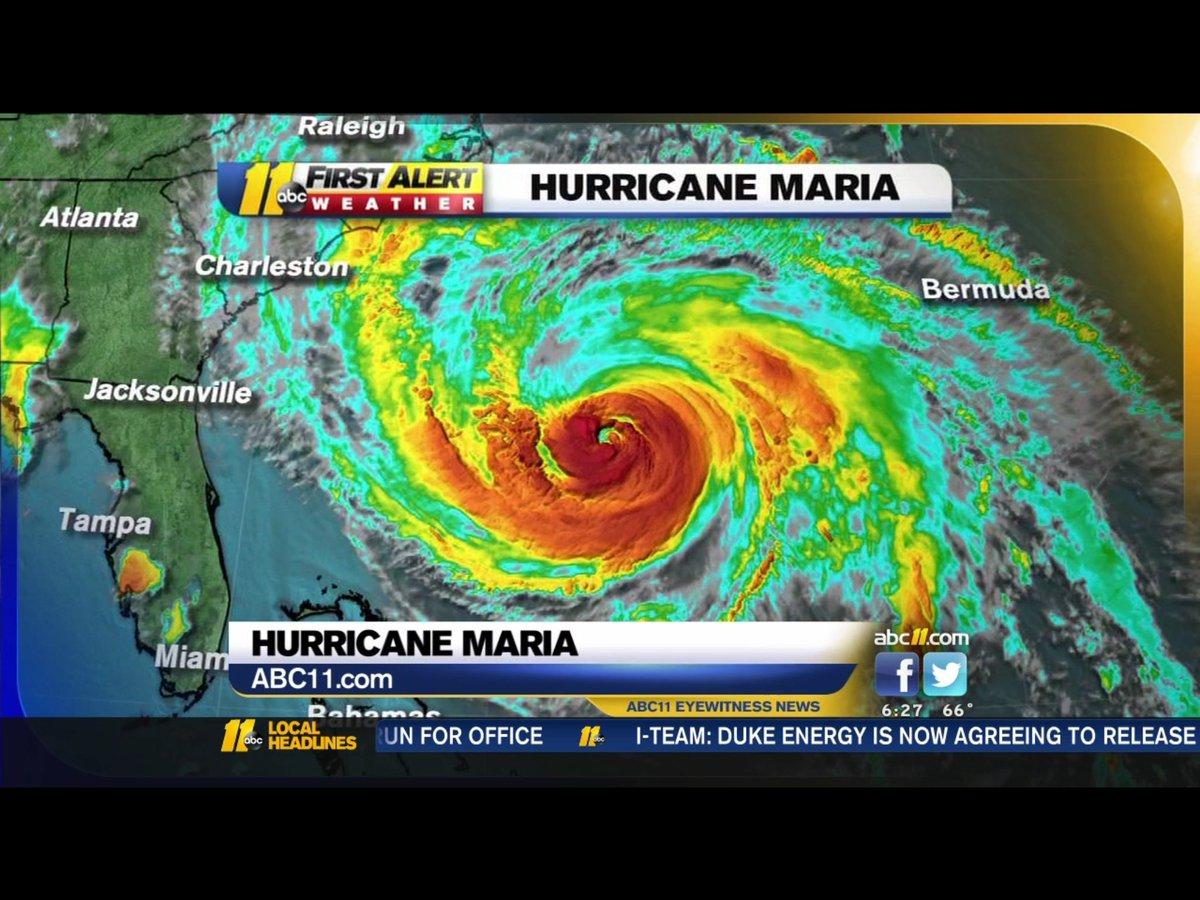 Raleigh
11 abc FIRST ALERT WEATHER
HURRICANE MARIA
Atlanta
Charleston
Bermuda
Jacksonville
Tampa
HURRICANE MARIA
abc11.com
Miam
ABC11.com
ABC11 EYEWITNESS NEWS
6:27 66°
Bahamas
11 abc LOCAL HEADLINES
UN FOR OFFICE 11 abc I-TEAM: DUKE ENERGY IS NOW AGREEING TO RELEASE